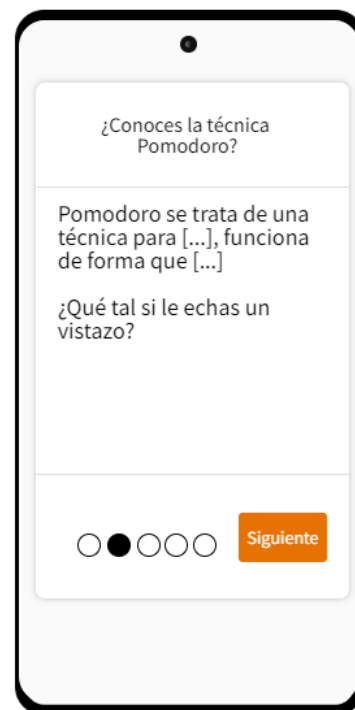 ¿Conoces la técnica
Pomodoro?
Pomodoro se trata de una
técnica para [...], funciona
de forma que [...]
¿Qué tal si le echas un
vistazo?
Siguiente